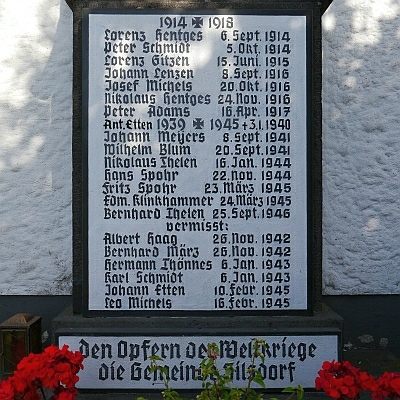 1914 ✠ 1918
Lorenz Hentges 6. Sept. 1914
Peter Schmidt 5. Okt. 1914
Lorenz Gitzen 15. Juni 1915
Johann Lenzen 8. Sept. 1916
Josef Michels 20. Okt. 1916
Nikolaus Hentges 24. Nov. 1916
Peter Adams 16. Apr. 1917
Ant. Etten 1939 ✠ 1945 +3.1.1940
Johann Meyers 8. Sept. 1941
Wilhelm Blum 20. Sept. 1941
Nikolaus Theien 16. Jan. 1944
Hans Spohr 22. Nov. 1944
Fritz Spohr 23. März 1945
Edm. Klinkhammer 24. März 1945
Bernhard Theien 25. Sept. 1946
vermisst:
Albert Haag 26. Nov. 1942
Bernhard März 26. Nov. 1942
Hermann Thönnes 6. Jan. 1943
Karl Schmidt 6. Jan. 1943
Johann Etten 10. Febr. 1945
Leo Michels 16. Febr. 1945
den Opfern der Weltkriege
die Gemeinde Zilsdorf